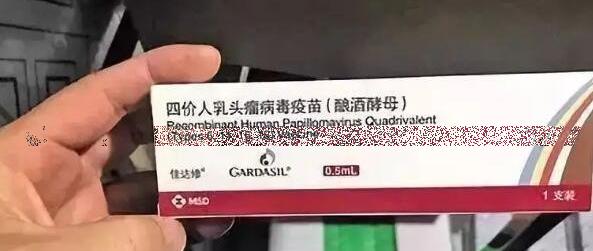 四价人乳头瘤病毒疫苗（酿酒酵母）
Recombinant Human Papillomavirus Quadrivalent
佳达修®
GARDASIL®
0.5mL
MSD
1支装